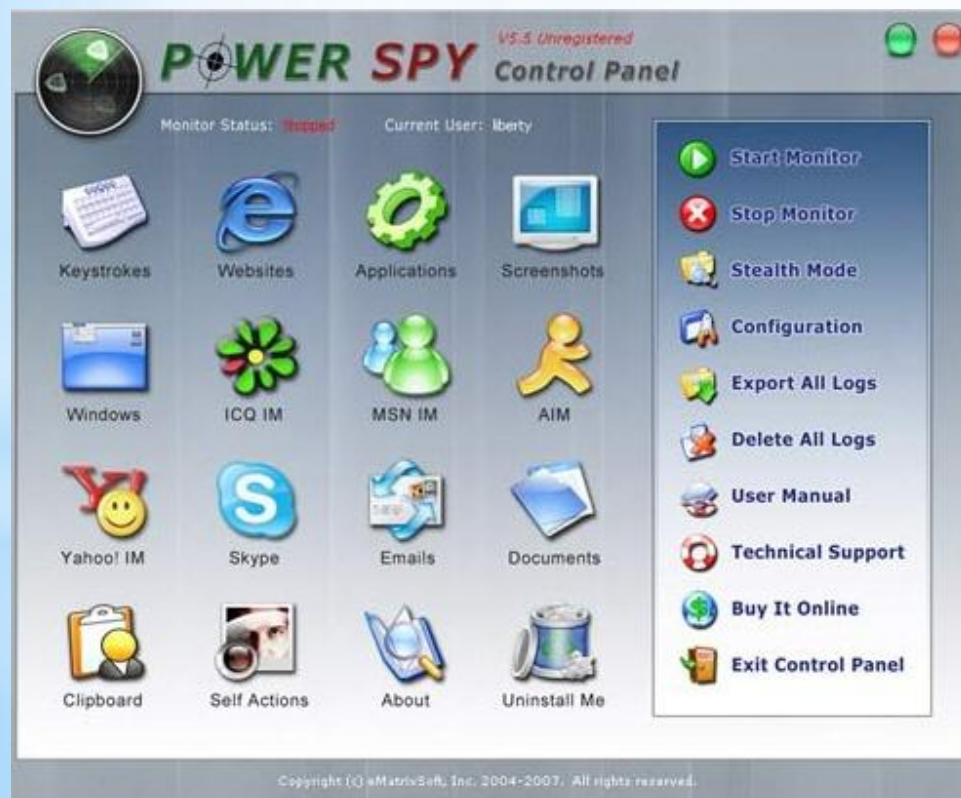 POWER SPY
V5.5 Unregistered
Control Panel
Monitor Status: Stopped Current User: liberty
Keystrokes Websites Applications Screenshots
Windows ICQ IM MSN IM AIM
Yahoo! IM Skype Emails Documents
Clipboard Self Actions About Uninstall Me
Start Monitor
Stop Monitor
Stealth Mode
Configuration
Export All Logs
Delete All Logs
User Manual
Technical Support
Buy It Online
Exit Control Panel
Copyright (c) eMatrixSoft, Inc. 2004-2007. All rights reserved.